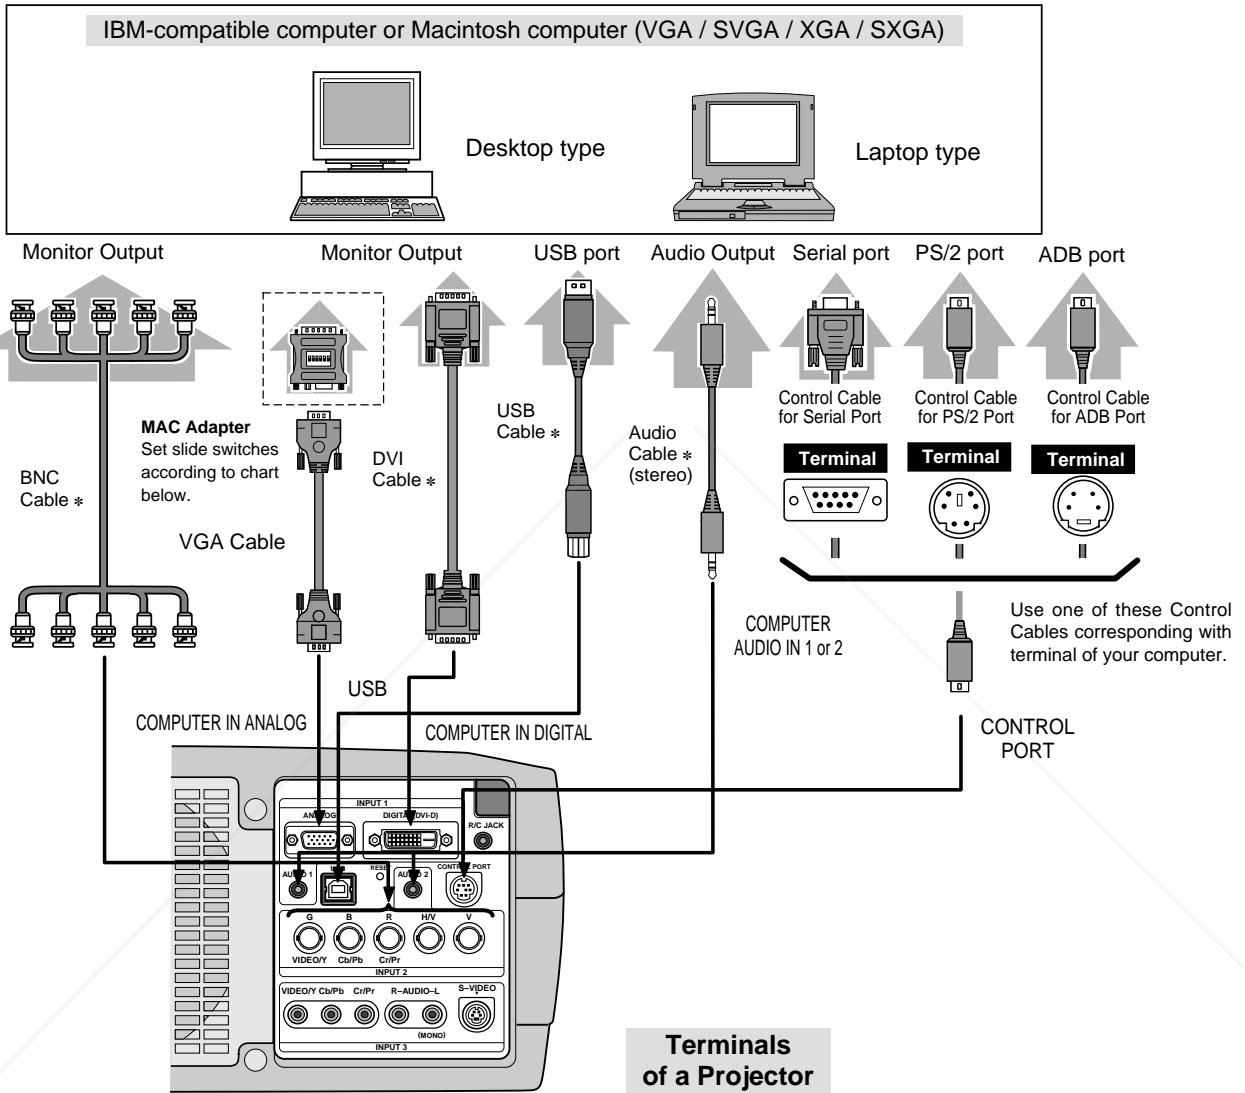 IBM-compatible computer or Macintosh computer (VGA / SVGA / XGA / SXGA)
Desktop type
Laptop type
Monitor Output
Monitor Output
USB port
Audio Output
Serial port
PS/2 port
ADB port
Control Cable
for Serial Port
Control Cable
for PS/2 Port
Control Cable
for ADB Port
Terminal
Terminal
Terminal
MAC Adapter
Set slide switches
according to chart
below.
BNC
Cable *
VGA Cable
DVI
Cable *
USB
Cable *
Audio
Cable *
(stereo)
COMPUTER
AUDIO IN 1 or 2
Use one of these Control
Cables corresponding with
terminal of your computer.
USB
COMPUTER IN ANALOG
COMPUTER IN DIGITAL
CONTROL
PORT
INPUT 1
ANALOG
DIGITAL (DVI-D)
R/C JACK
AUDIO 1
USB
RESET
AUDIO 2
CONTROL PORT
G B R H/V V
VIDEO/Y Cb/Pb Cr/Pr
INPUT 2
VIDEO/Y Cb/Pb Cr/Pr R–AUDIO–L S–VIDEO
(MONO)
INPUT 3
Terminals
of a Projector